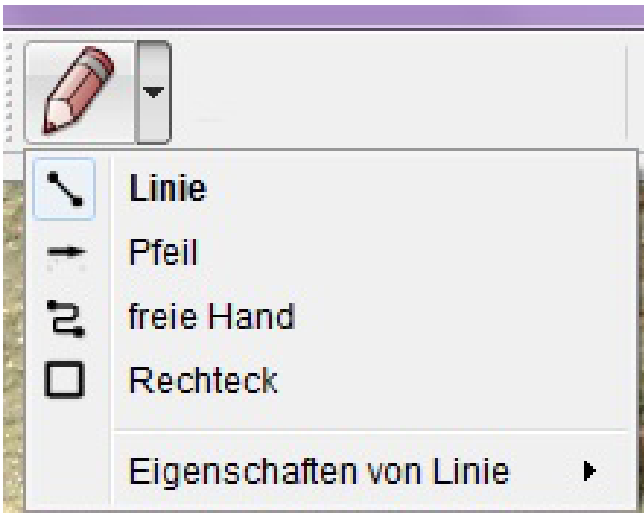 Linie
Pfeil
freie Hand
Rechteck
Eigenschaften von Linie